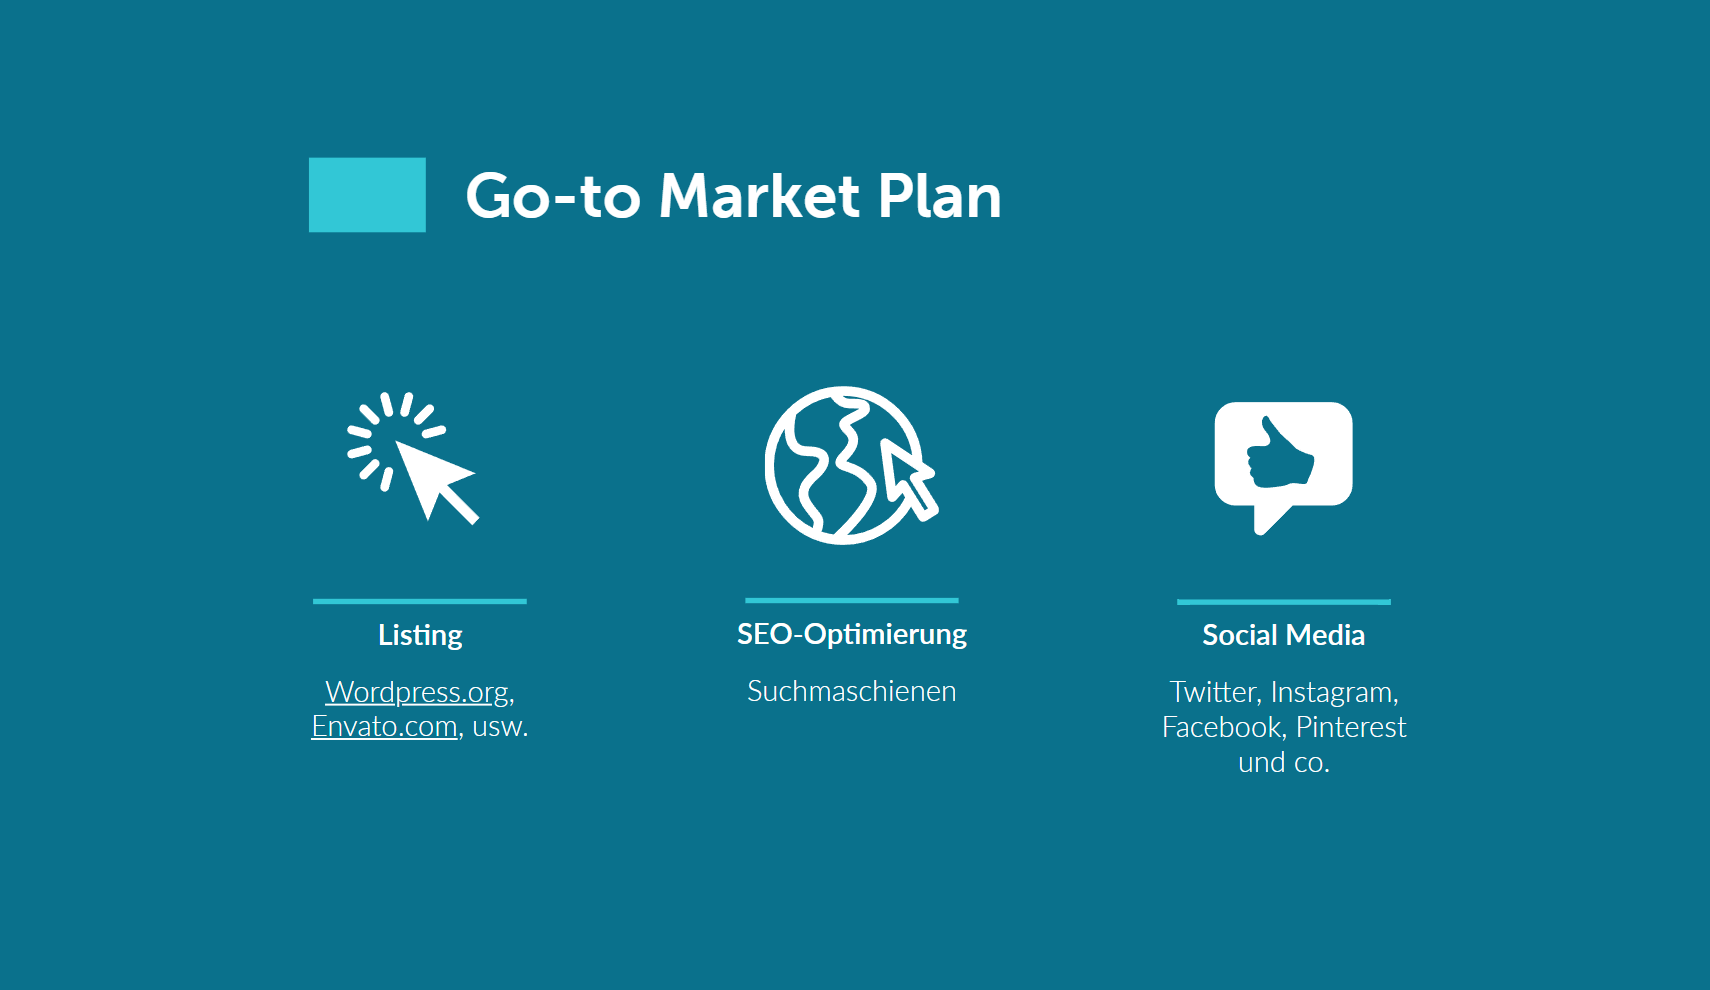 Go-to Market Plan
Listing
Wordpress.org,
Envato.com, usw.
SEO-Optimierung
Suchmaschienen
Social Media
Twitter, Instagram,
Facebook, Pinterest
und co.